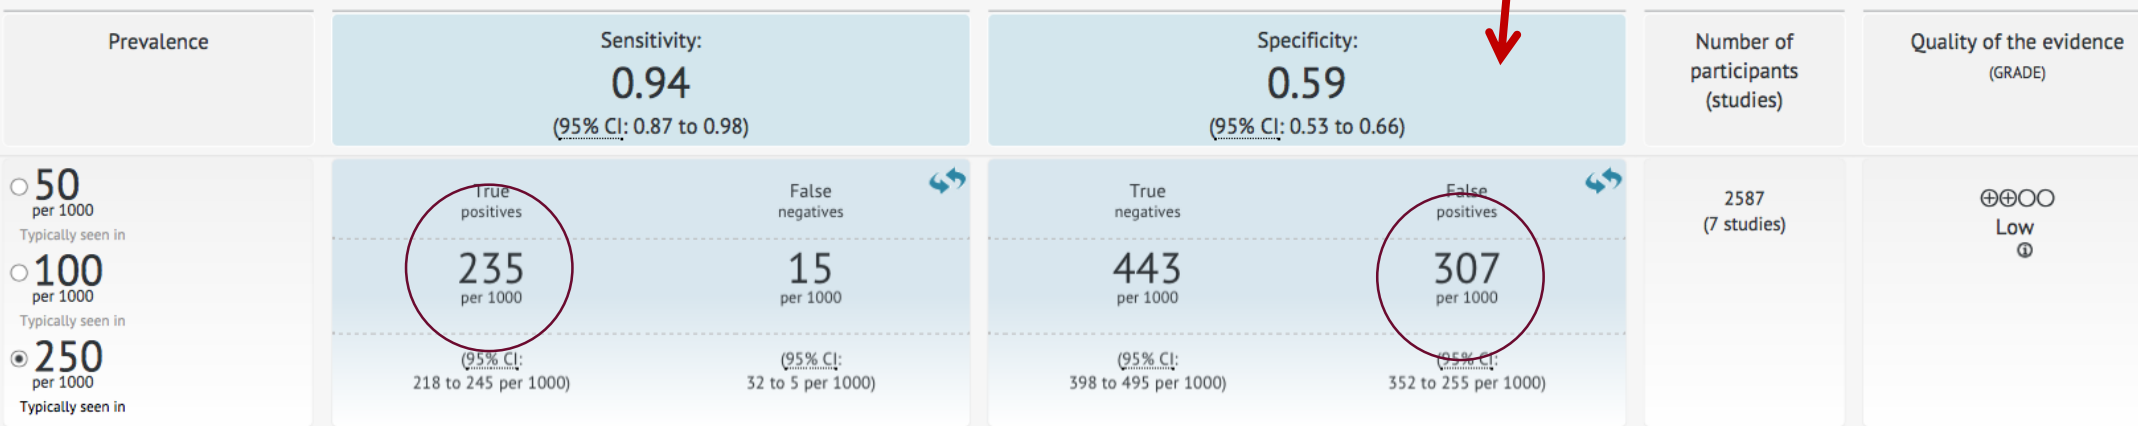 Prevalence
Sensitivity:
0.94
(95% CI: 0.87 to 0.98)
Specificity:
0.59
(95% CI: 0.53 to 0.66)
Number of
participants
(studies)
Quality of the evidence
(GRADE)
50
per 1000
Typically seen in
100
per 1000
Typically seen in
250
per 1000
Typically seen in
True
positives
235
per 1000
(95% CI:
218 to 245 per 1000)
False
negatives
15
per 1000
(95% CI:
32 to 5 per 1000)
True
negatives
443
per 1000
(95% CI:
398 to 495 per 1000)
False
positives
307
per 1000
(95% CI:
352 to 255 per 1000)
2587
(7 studies)
⊕⊕○○
Low